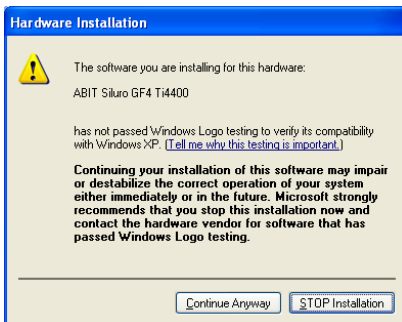 Hardware Installation
The software you are installing for this hardware:
ABIT Siluro GF4 Ti4400
has not passed Windows Logo testing to verify its compatibility
with Windows XP. (Tell me why this testing is important.)
Continuing your installation of this software may impair
or destabilize the correct operation of your system
either immediately or in the future. Microsoft strongly
recommends that you stop this installation now and
contact the hardware vendor for software that has
passed Windows Logo testing.
Continue Anyway
STOP Installation